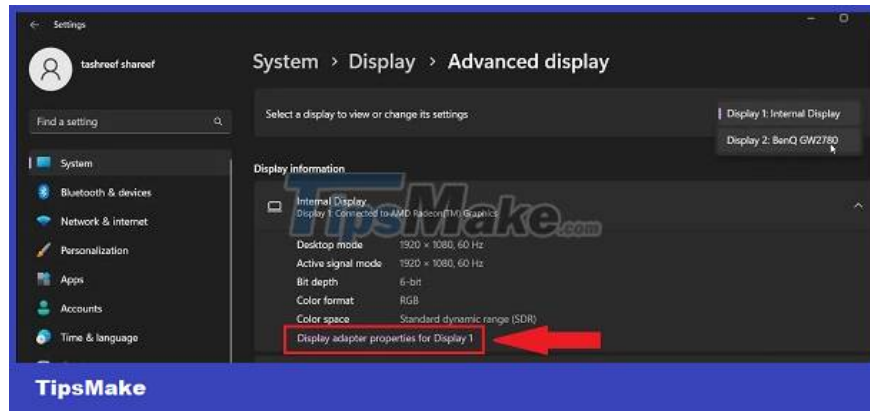 Settings
tashreef shareef
System > Display > Advanced display
Find a setting
Select a display to view or change its settings
Display 1: Internal Display
Display 2: BenQ GW2780
System
Display information
Bluetooth & devices
Internal Display
Display 1: Connected to AMD Radeon(TM) Graphics
TipsMake.com
Network & internet
Desktop mode 1920 × 1080, 60 Hz
Personalization
Active signal mode 1920 × 1080, 60 Hz
Bit depth 6-bit
Apps
Color format RGB
Accounts
Color space Standard dynamic range (SDR)
Time & language
Display adapter properties for Display 1
TipsMake